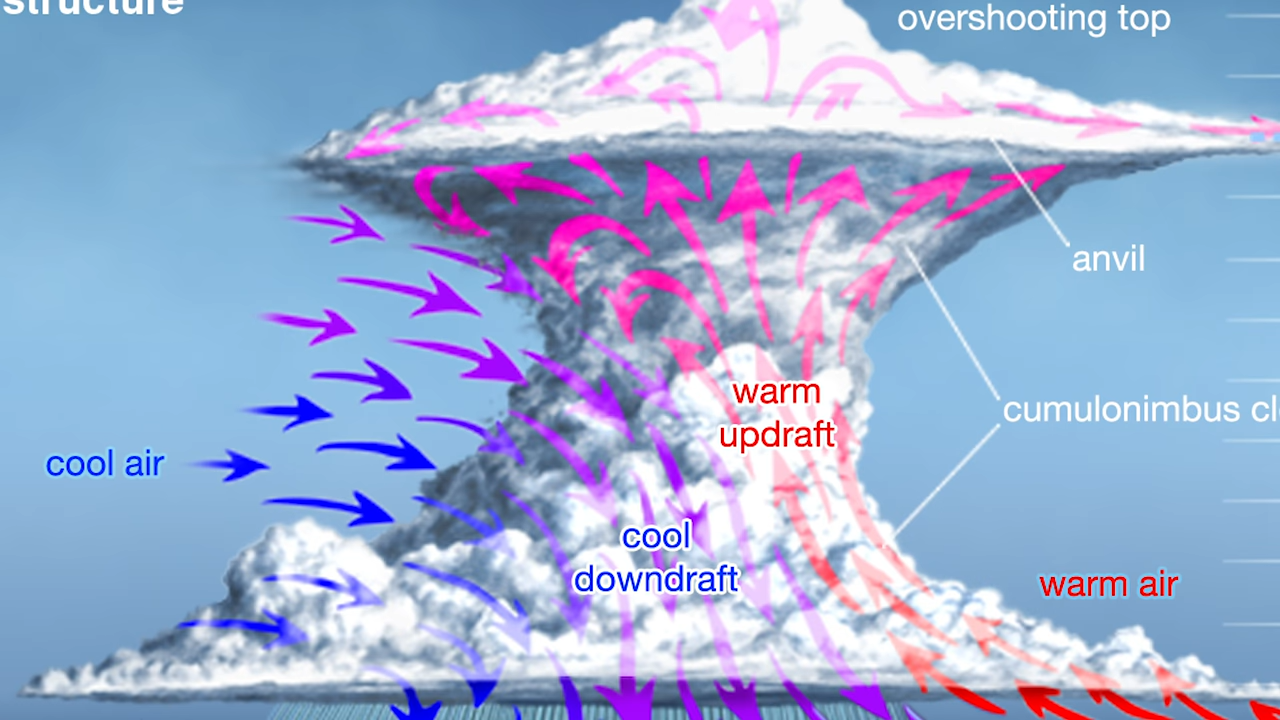 structure
overshooting top
anvil
warm
updraft
cumulonimbus cl
cool air
cool
downdraft
warm air